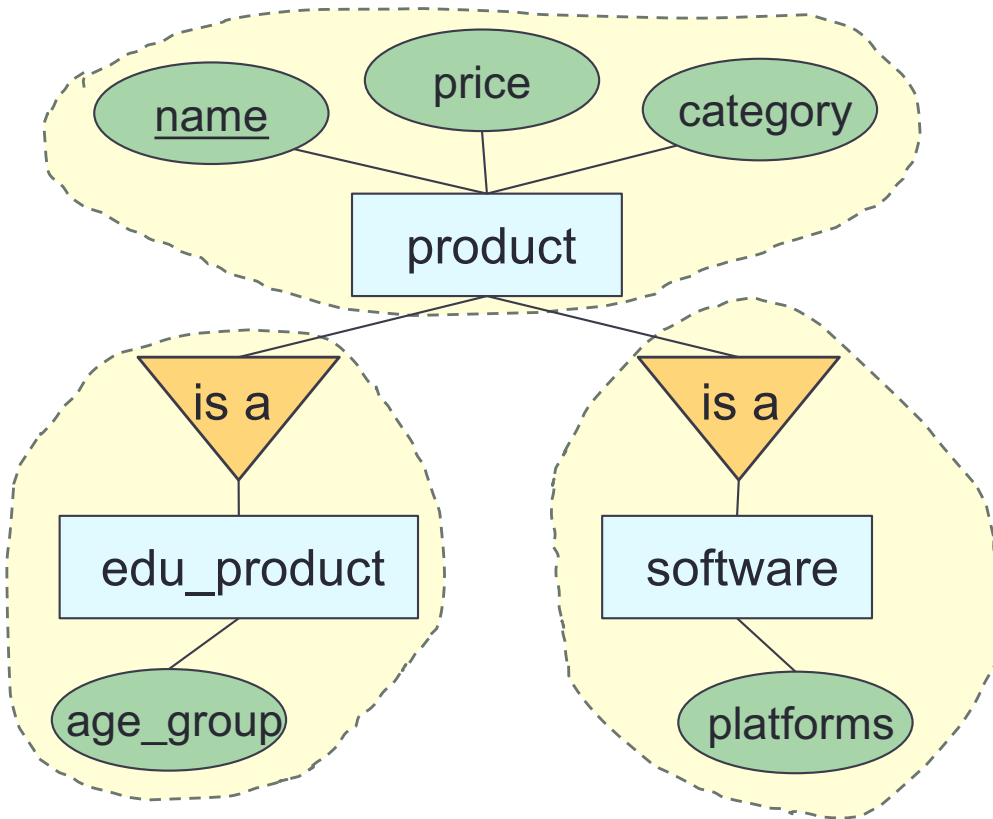 name
price
category
product
is a
is a
edu_product
software
age_group
platforms